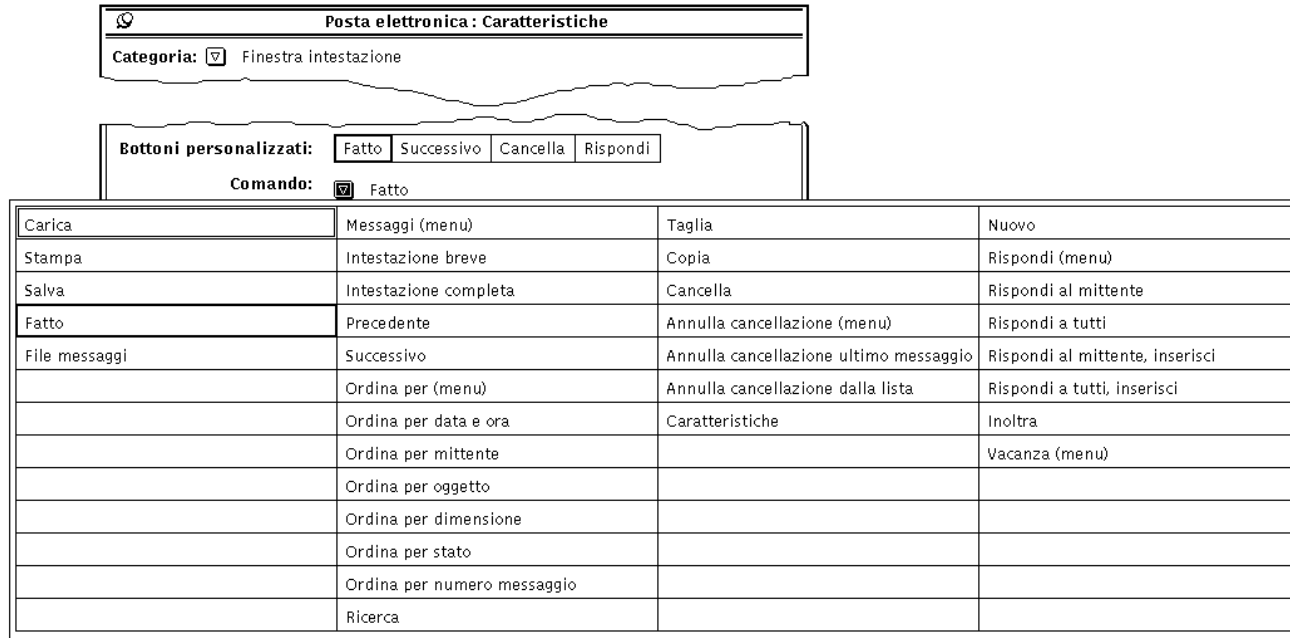 Posta elettronica : Caratteristiche
Categoria: Finestra intestazione
Bottoni personalizzati: Fatto Successivo Cancella Rispondi
Comando: Fatto
Carica Messaggi (menu) Taglia Nuovo
Stampa Intestazione breve Copia Rispondi (menu)
Salva Intestazione completa Cancella Rispondi al mittente
Fatto Precedente Annulla cancellazione (menu) Rispondi a tutti
File messaggi Successivo Annulla cancellazione ultimo messaggio Rispondi al mittente, inserisci
Ordina per (menu) Annulla cancellazione dalla lista Rispondi a tutti, inserisci
Ordina per data e ora Caratteristiche Inoltra
Ordina per mittente Vacanza (menu)
Ordina per oggetto
Ordina per dimensione
Ordina per stato
Ordina per numero messaggio
Ricerca